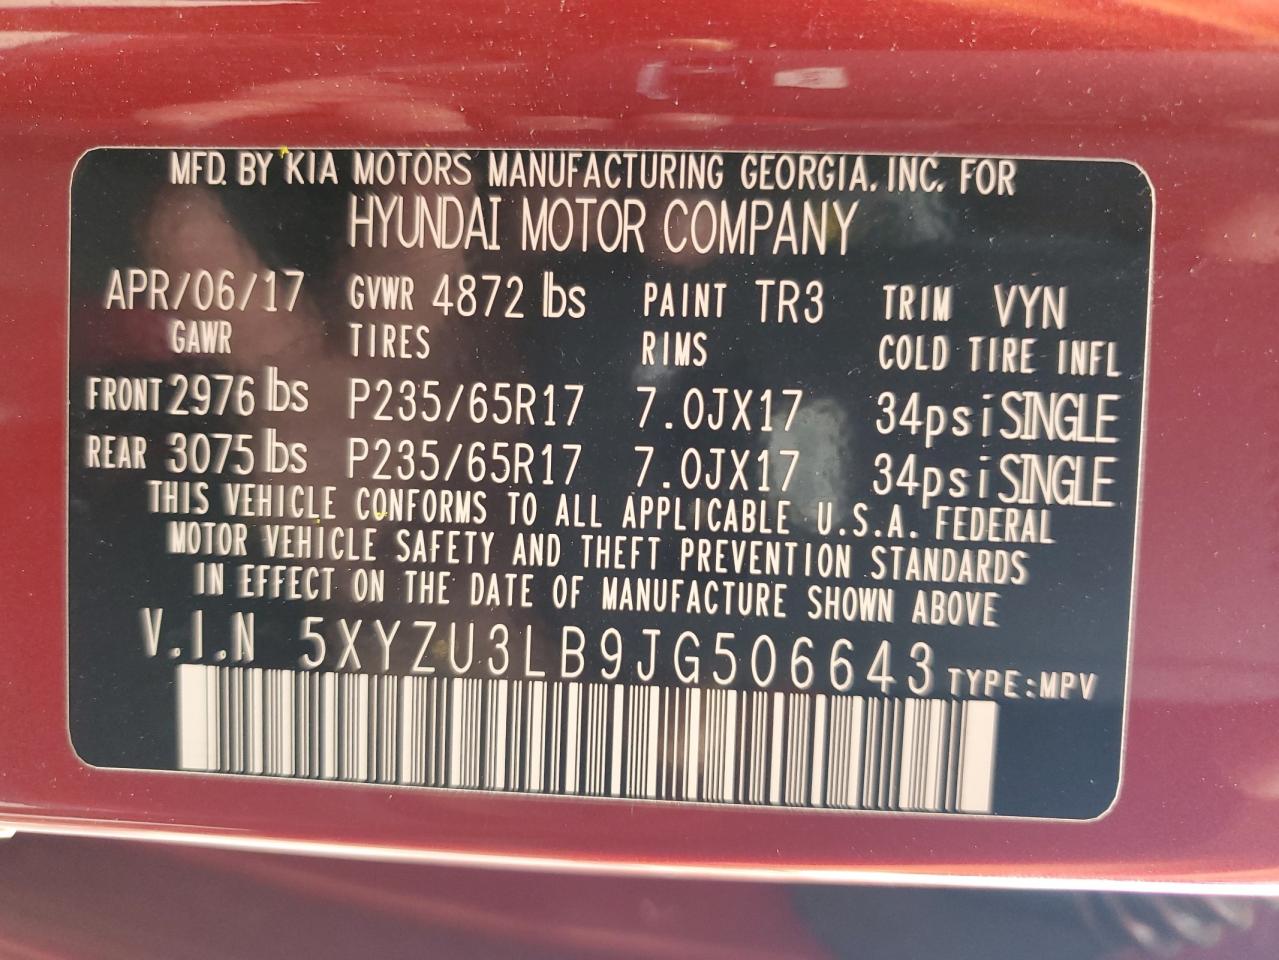 MFD. BY KIA MOTORS MANUFACTURING GEORGIA, INC. FOR
HYUNDAI MOTOR COMPANY
APR/06/17 GVWR 4872 lbs PAINT TR3 TRIM VYN
GAWR TIRES RIMS COLD TIRE INFL
FRONT 2976 lbs P235/65R17 7.0JX17 34psi SINGLE
REAR 3075 lbs P235/65R17 7.0JX17 34psi SINGLE
THIS VEHICLE CONFORMS TO ALL APPLICABLE U.S.A. FEDERAL
MOTOR VEHICLE SAFETY AND THEFT PREVENTION STANDARDS
IN EFFECT ON THE DATE OF MANUFACTURE SHOWN ABOVE
V.I.N 5XYZU3LB9JG506643 TYPE:MPV